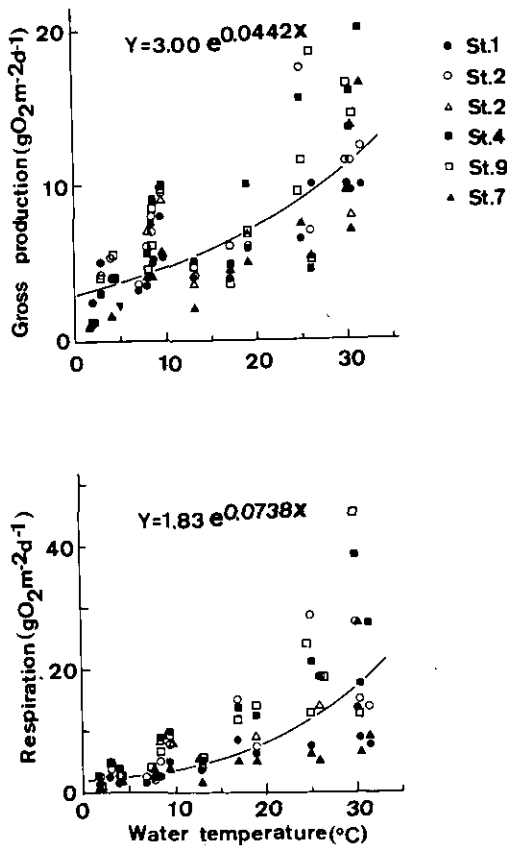 Y=3.00 e0.0442x
Gross production(gO2m-2d-1)
20
10
0
0 10 20 30
St.1
St.2
St.2
St.4
St.9
St.7
Y=1.83 e0.0738x
Respiration(gO2m-2d-1)
40
20
0
0 10 20 30
Water temperature(°C)